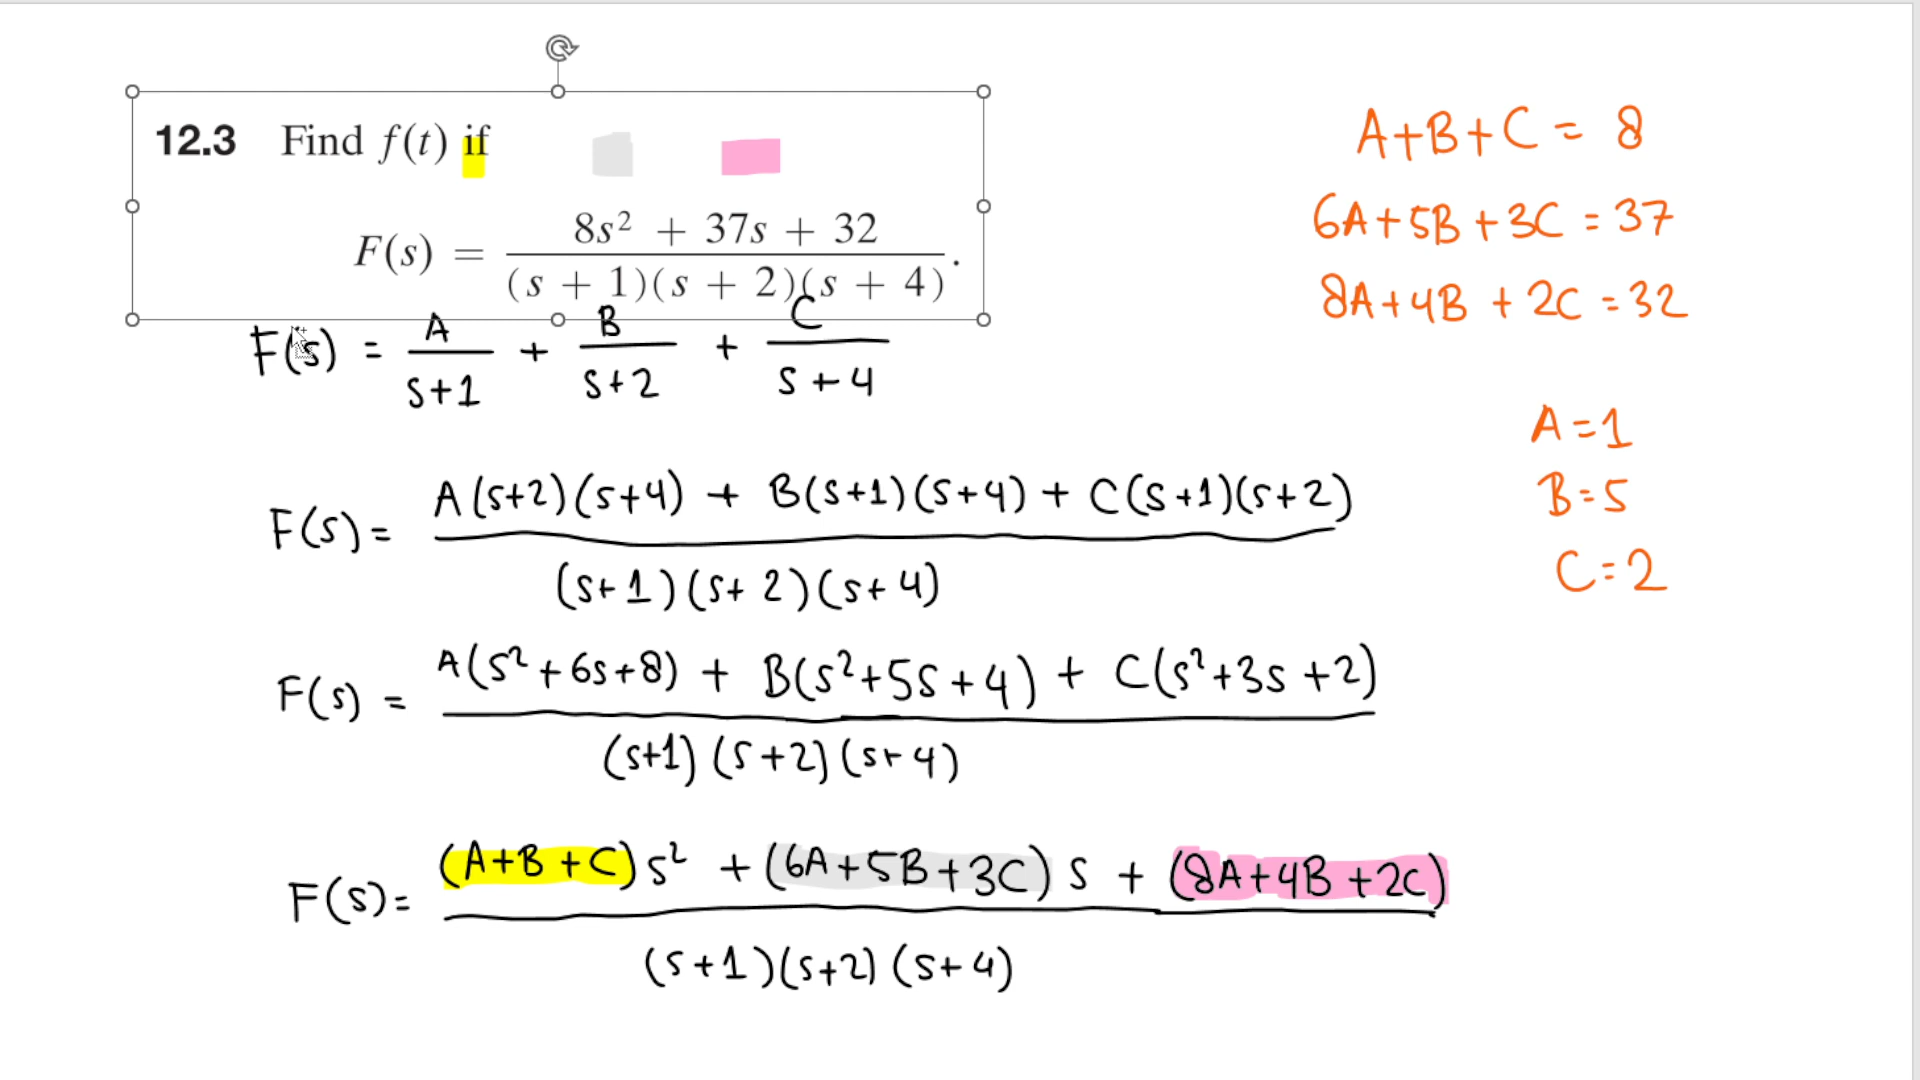 12.3 Find f(t) if
F(s) = 8s² + 37s + 32 / (s + 1)(s + 2)(s + 4) .
F(s) = A/s+1 + B/s+2 + C/s+4
F(s) = A(s+2)(s+4) + B(s+1)(s+4) + C(s+1)(s+2) / (s+1)(s+2)(s+4)
F(s) = A(s²+6s+8) + B(s²+5s+4) + C(s²+3s+2) / (s+1)(s+2)(s+4)
F(s) = (A+B+C)s² + (6A+5B+3C)s + (8A+4B+2C) / (s+1)(s+2)(s+4)
A+B+C = 8
6A+5B+3C = 37
8A+4B+2C = 32
A=1
B=5
C=2